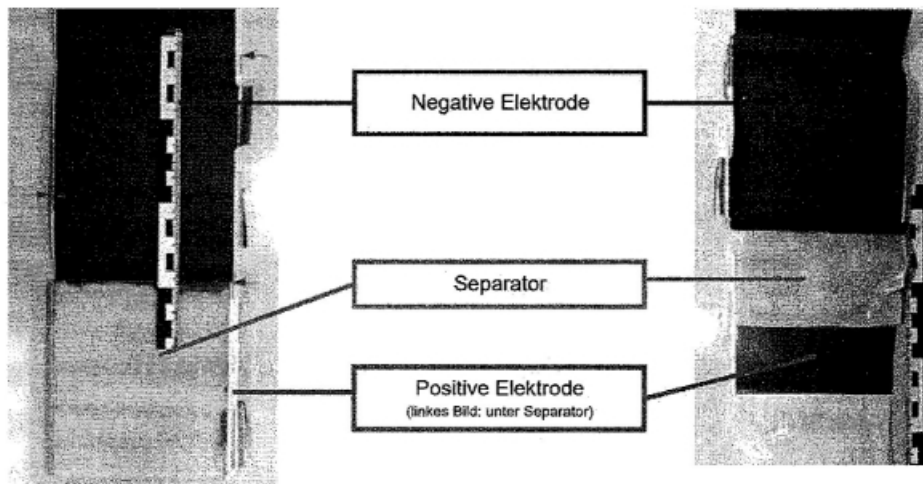 Negative Elektrode
Separator
Positive Elektrode
(linkes Bild: unter Separator)